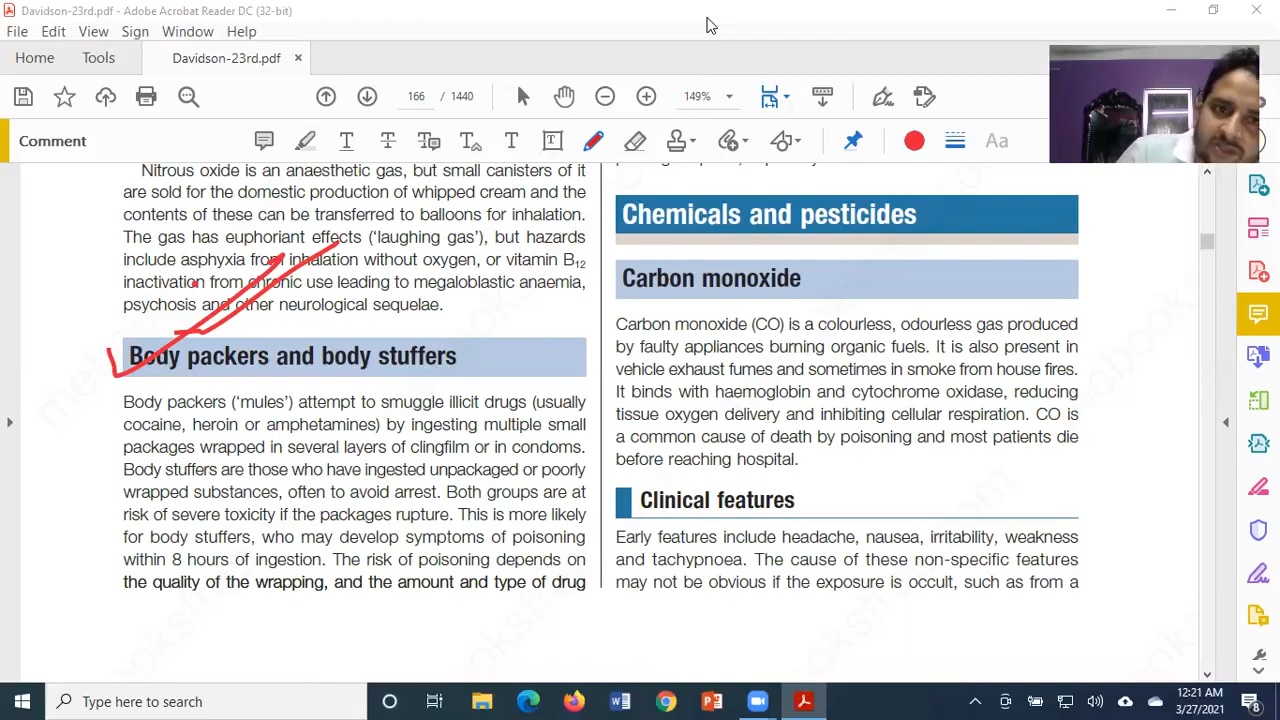 Davidson-23rd.pdf - Adobe Acrobat Reader DC (32-bit)
File Edit View Sign Window Help
Home Tools Davidson-23rd.pdf ×
166 / 1440 149%
Comment
Aa
Nitrous oxide is an anaesthetic gas, but small canisters of it
are sold for the domestic production of whipped cream and the
contents of these can be transferred to balloons for inhalation.
The gas has euphoriant effects (‘laughing gas’), but hazards
include asphyxia from inhalation without oxygen, or vitamin B12
inactivation from chronic use leading to megaloblastic anaemia,
psychosis and other neurological sequelae.
Body packers and body stuffers
Body packers (‘mules’) attempt to smuggle illicit drugs (usually
cocaine, heroin or amphetamines) by ingesting multiple small
packages wrapped in several layers of clingfilm or in condoms.
Body stuffers are those who have ingested unpackaged or poorly
wrapped substances, often to avoid arrest. Both groups are at
risk of severe toxicity if the packages rupture. This is more likely
for body stuffers, who may develop symptoms of poisoning
within 8 hours of ingestion. The risk of poisoning depends on
the quality of the wrapping, and the amount and type of drug
Chemicals and pesticides
Carbon monoxide
Carbon monoxide (CO) is a colourless, odourless gas produced
by faulty appliances burning organic fuels. It is also present in
vehicle exhaust fumes and sometimes in smoke from house fires.
It binds with haemoglobin and cytochrome oxidase, reducing
tissue oxygen delivery and inhibiting cellular respiration. CO is
a common cause of death by poisoning and most patients die
before reaching hospital.
Clinical features
Early features include headache, nausea, irritability, weakness
and tachypnoea. The cause of these non-specific features
may not be obvious if the exposure is occult, such as from a
Type here to search
12:21 AM
3/27/2021
8